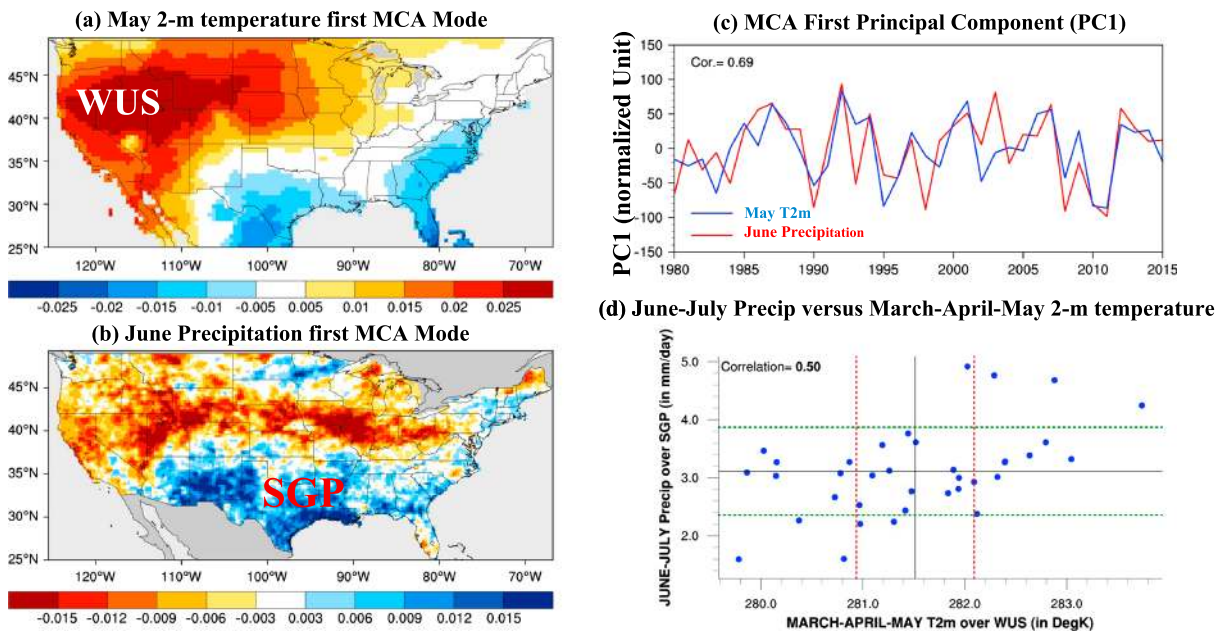 (a) May 2-m temperature first MCA Mode
45°N
40°N
35°N
30°N
25°N
WUS
120°W 110°W 100°W 90°W 80°W 70°W
-0.025 -0.02 -0.015 -0.01 -0.005 0.005 0.01 0.015 0.02 0.025
(b) June Precipitation first MCA Mode
45°N
40°N
35°N
30°N
25°N
SGP
120°W 110°W 100°W 90°W 80°W 70°W
-0.015 -0.012 -0.009 -0.006 -0.003 0.003 0.006 0.009 0.012 0.015
(c) MCA First Principal Component (PC1)
PC1 (normalized Unit)
150
100
50
0
-50
-100
-150
Cor.= 0.69
May T2m
June Precipitation
1980 1985 1990 1995 2000 2005 2010 2015
(d) June-July Precip versus March-April-May 2-m temperature
JUNE-JULY Precip over SGP (in mm/day)
5.0
4.0
3.0
2.0
Correlation= 0.50
280.0 281.0 282.0 283.0
MARCH-APRIL-MAY T2m over WUS (in DegK)